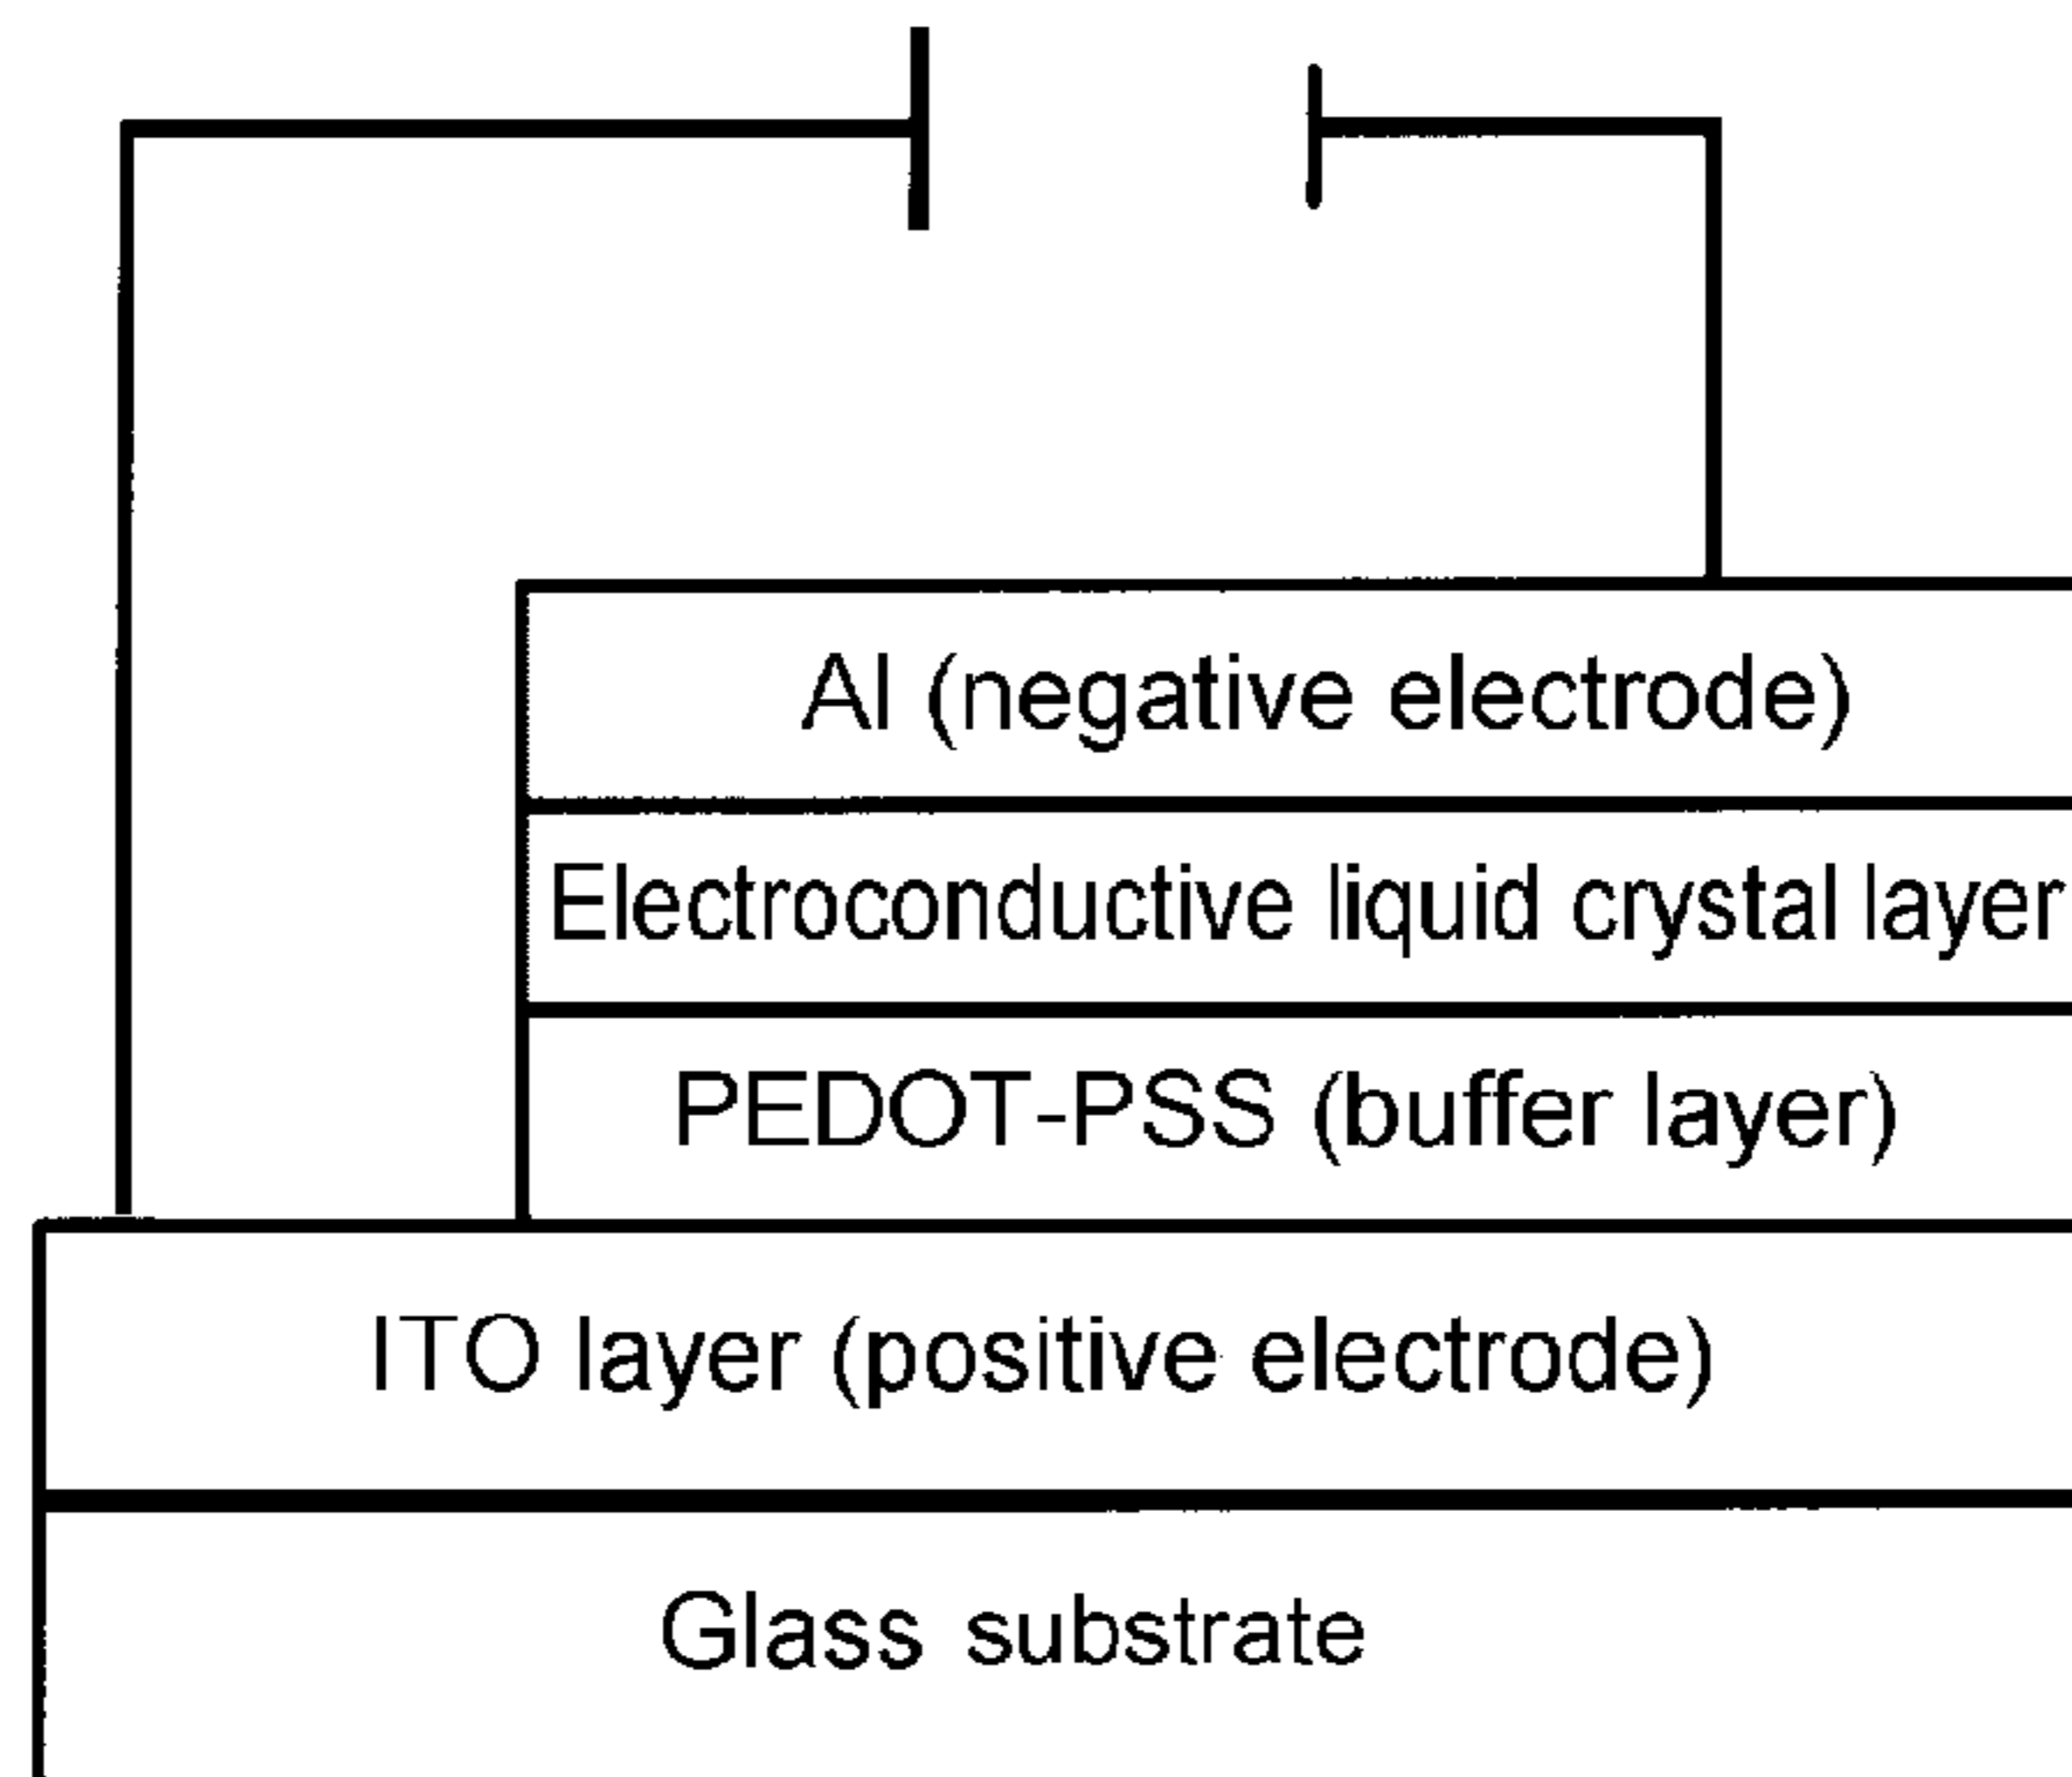 Al (negative electrode)
Electroconductive liquid crystal layer
PEDOT-PSS (buffer layer)
ITO layer (positive electrode)
Glass substrate